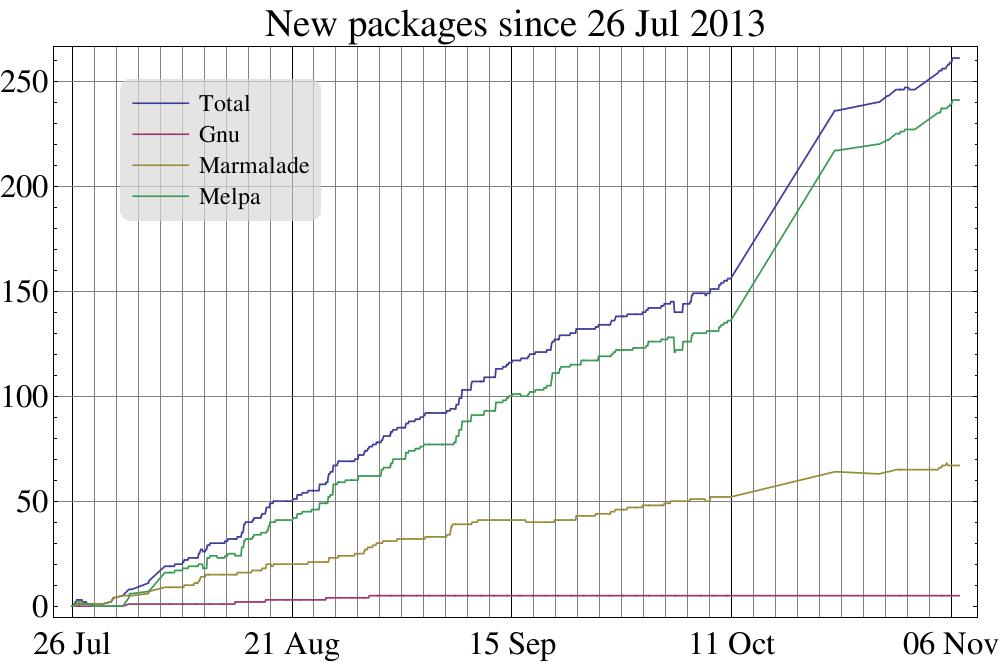 New packages since 26 Jul 2013
250
200
150
100
50
0
Total
Gnu
Marmalade
Melpa
26 Jul 21 Aug 15 Sep 11 Oct 06 Nov